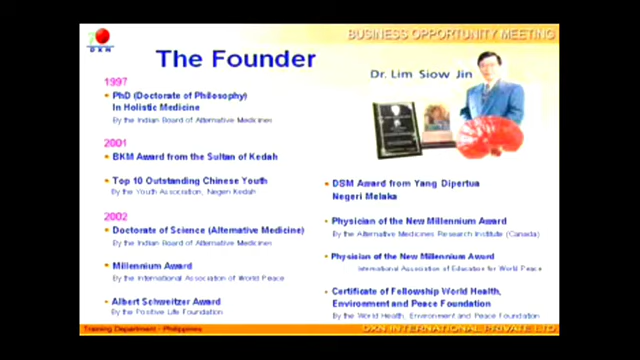 DXN
BUSINESS OPPORTUNITY MEETING
The Founder
Dr. Lim Siow Jin
1997
PhD (Doctorate of Philosophy)
In Holistic Medicine
By the Indian Board of Alternative Medicines
2001
BKM Award from the Sultan of Kedah
Top 10 Outstanding Chinese Youth
By the Youth Association, Negeri Kedah
2002
Doctorate of Science (Alternative Medicine)
By the Indian Board of Alternative Medicines
Millennium Award
By the International Association of World Peace
Albert Schweitzer Award
By the Positive Life Foundation
DSM Award from Yang Dipertua
Negeri Melaka
Physician of the New Millennium Award
By the Alternative Medicines Research Institute (Canada)
Physician of the New Millennium Award
International Association of Education for World Peace
Certificate of Fellowship World Health,
Environment and Peace Foundation
By the World Health, Environment and Peace Foundation
Training Department - Philippines
DXN INTERNATIONAL PRIVATE LTD